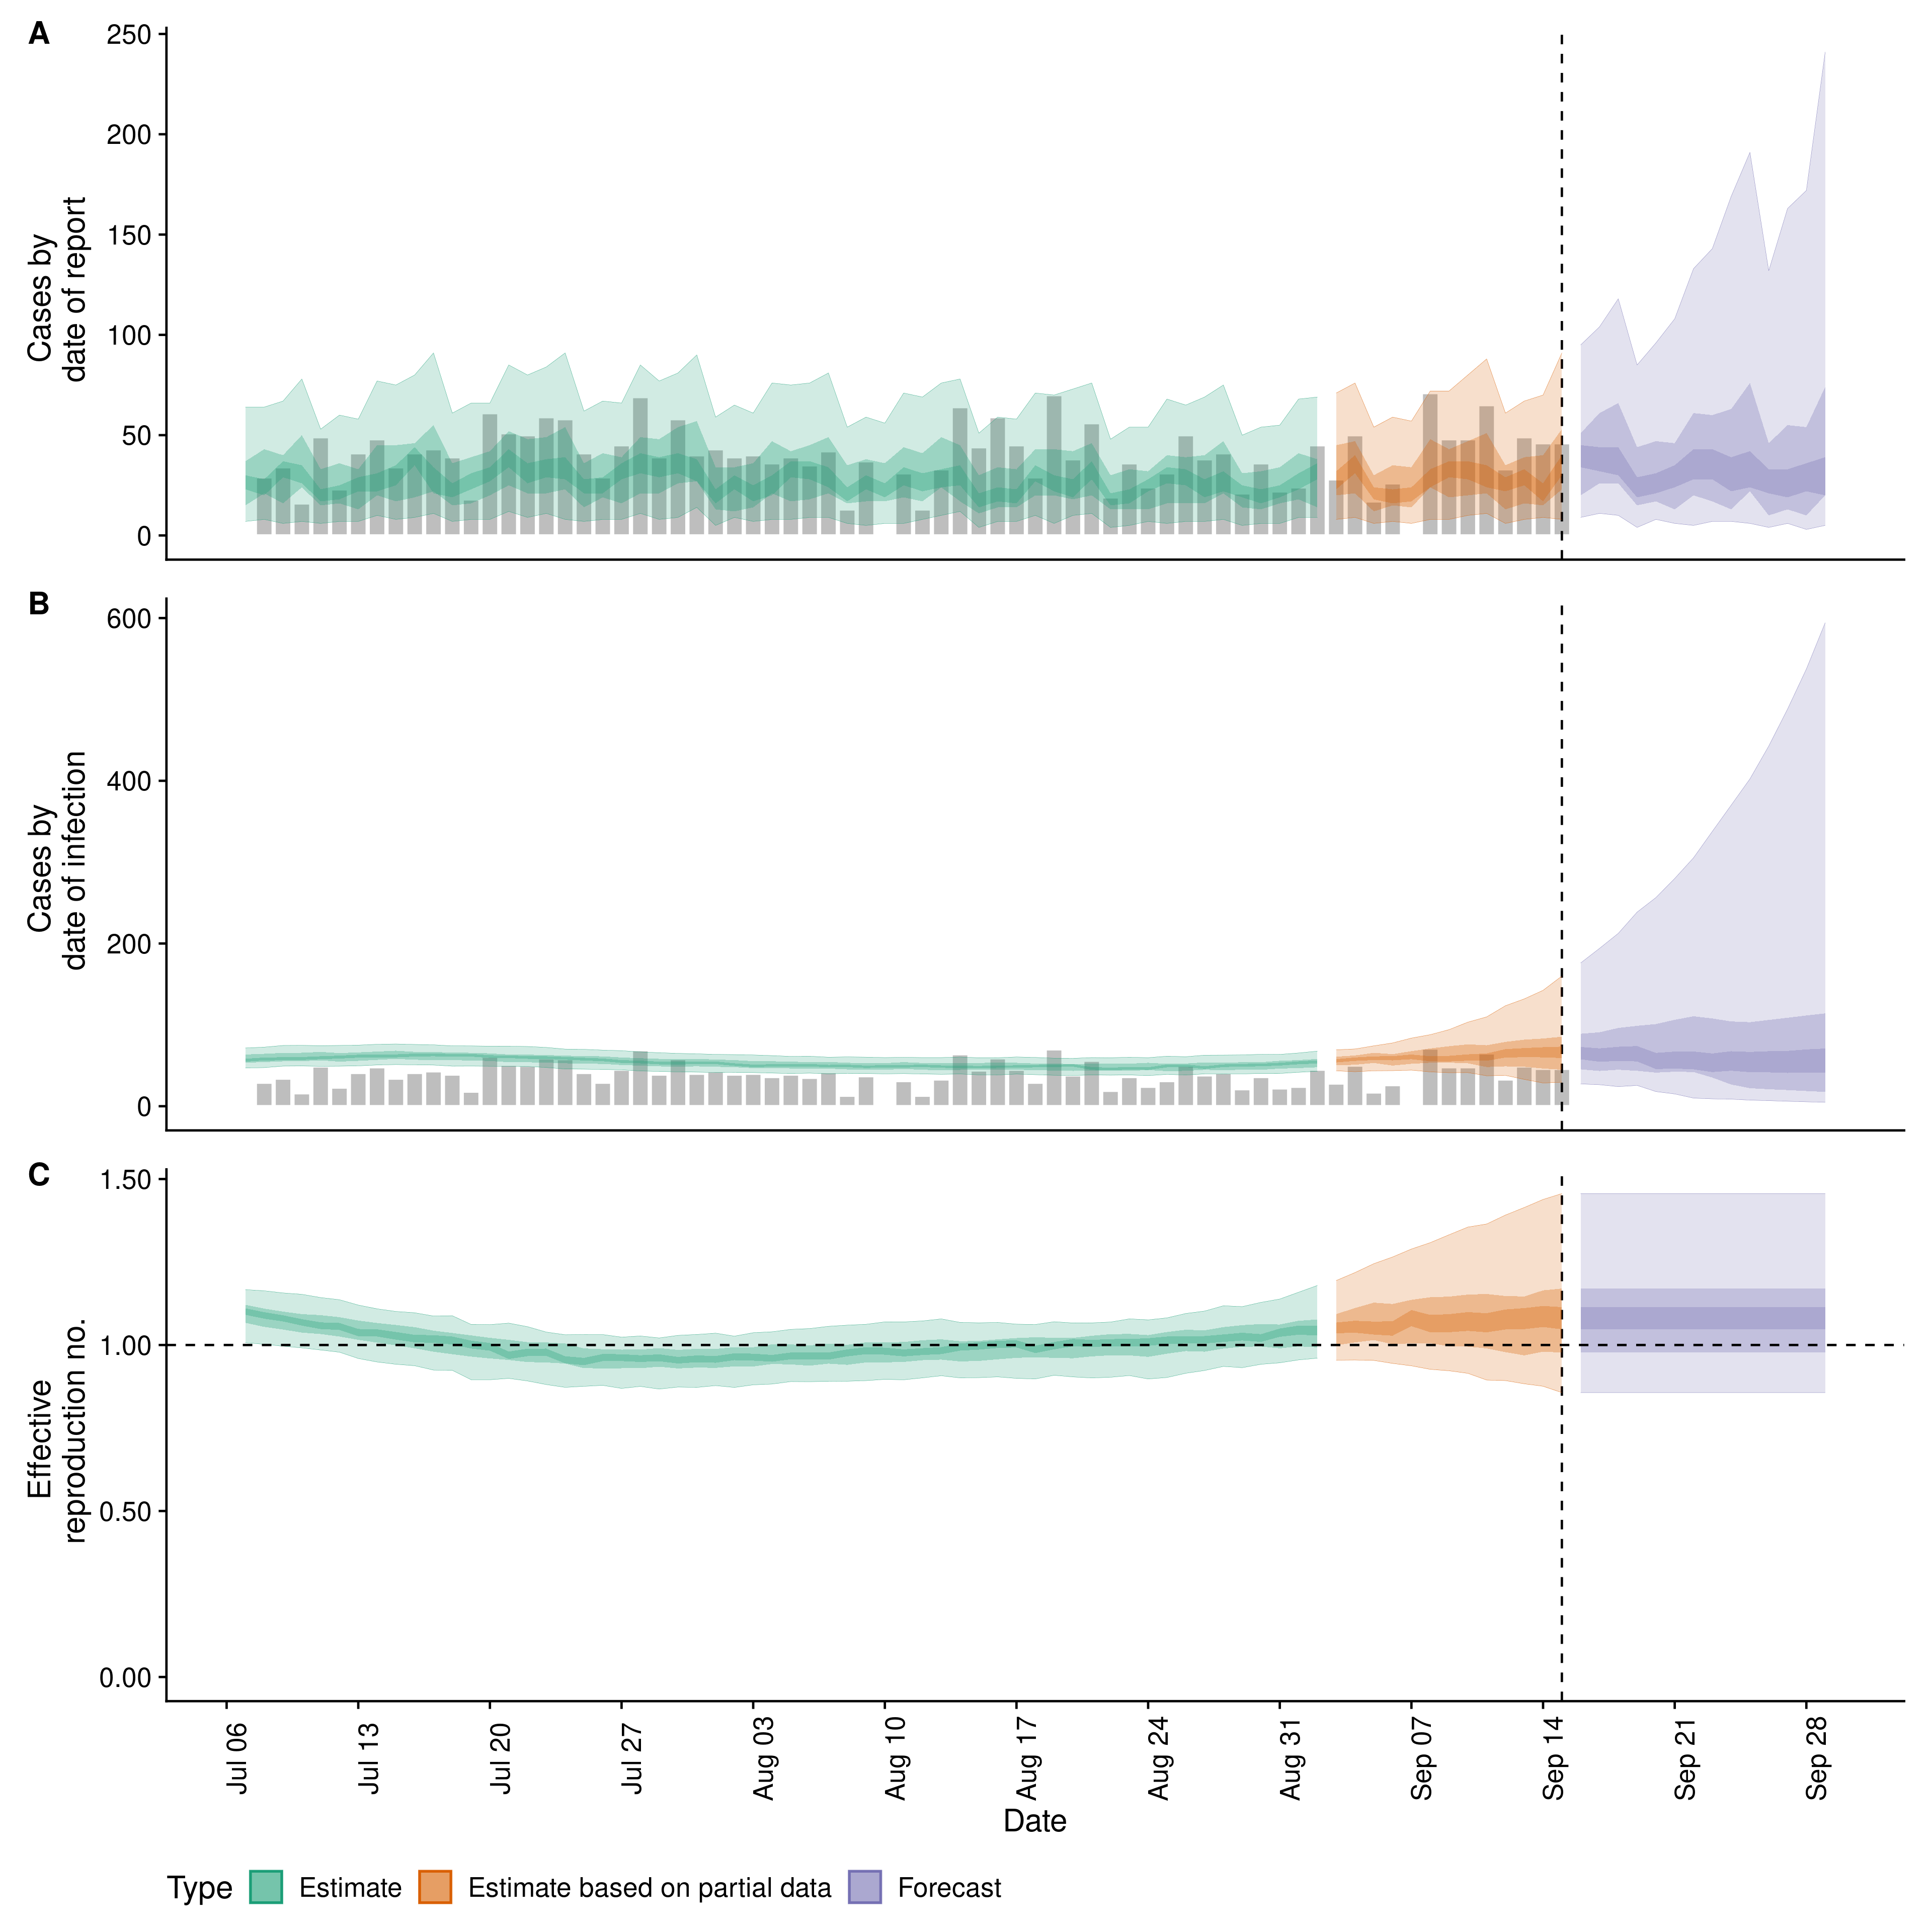 A
250
200
150
100
50
0
Cases by
date of report
B
600
400
200
0
Cases by
date of infection
C
1.50
1.00
0.50
0.00
Effective
reproduction no.
Jul 06
Jul 13
Jul 20
Jul 27
Aug 03
Aug 10
Aug 17
Aug 24
Aug 31
Sep 07
Sep 14
Sep 21
Sep 28
Date
Type Estimate Estimate based on partial data Forecast